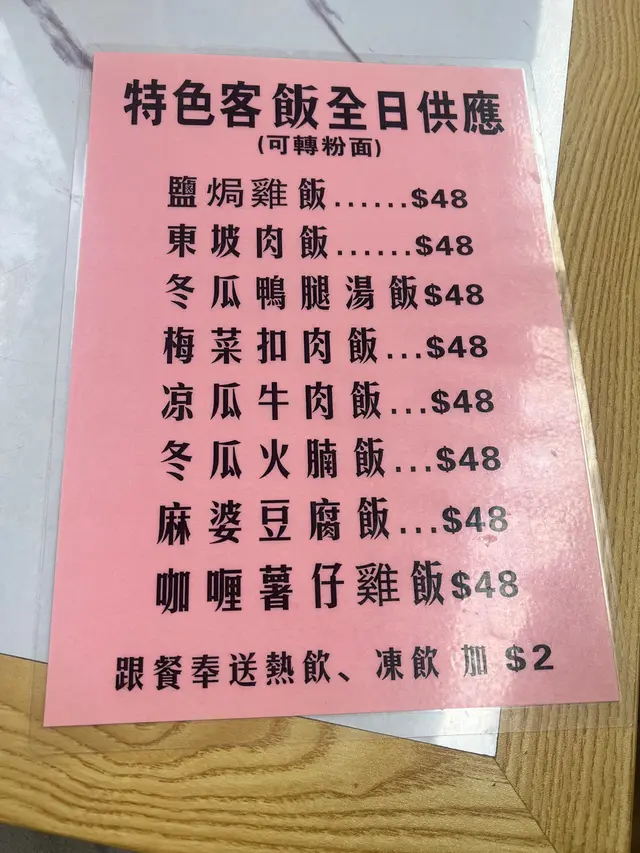 特色客飯全日供應
(可轉粉面)
鹽焗雞飯......$48
東坡肉飯......$48
冬瓜鴨腿湯飯$48
梅菜扣肉飯...$48
凉瓜牛肉飯...$48
冬瓜火腩飯...$48
麻婆豆腐飯...$48
咖喱薯仔雞飯$48
跟餐奉送熱飲、凍飲 加 $2